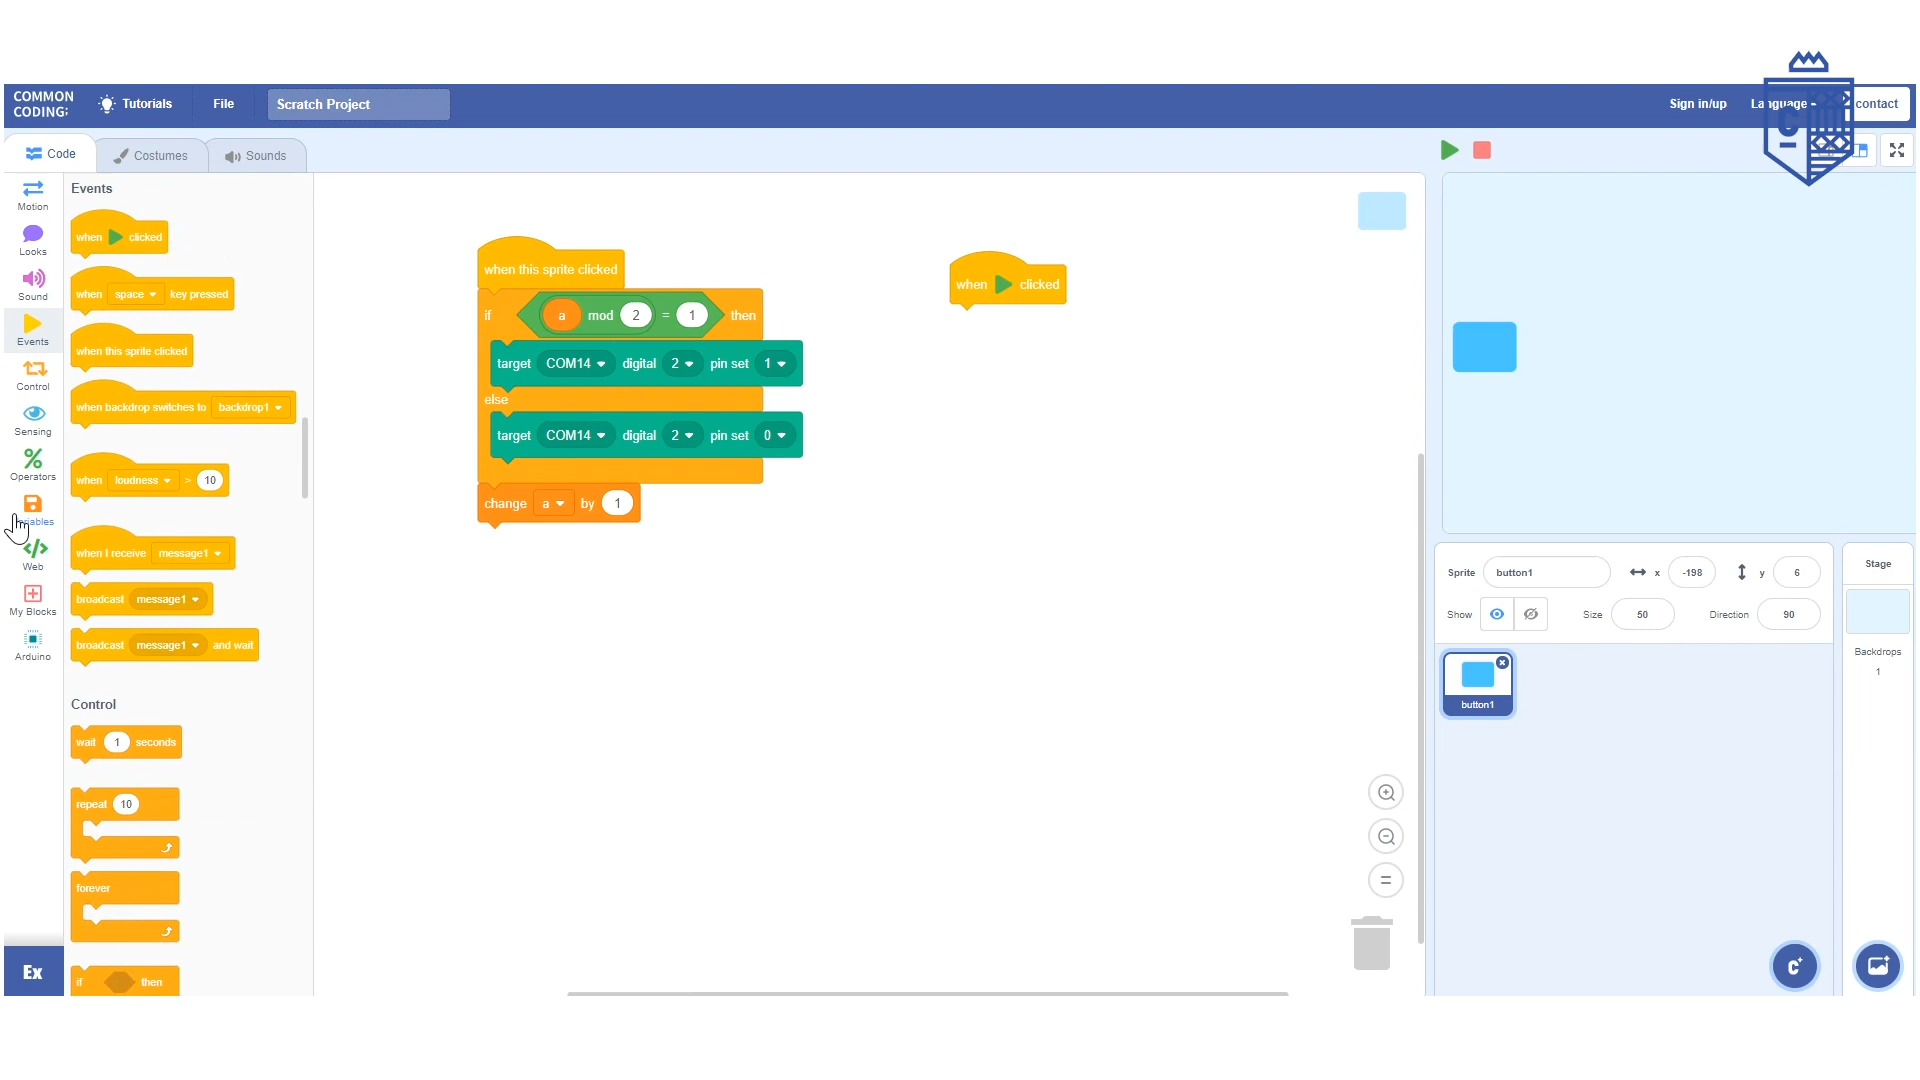 COMMON
CODING;
Tutorials
File
Scratch Project
Sign in/up
Language
contact
Code
Costumes
Sounds
Motion
Looks
Sound
Events
Control
Sensing
Operators
Web
My Blocks
Arduino
Ex
Events
when clicked
when space key pressed
when this sprite clicked
when backdrop switches to backdrop1
when loudness > 10
when I receive message1
broadcast message1
broadcast message1 and wait
Control
wait 1 seconds
repeat 10
forever
if then
when this sprite clicked
if a mod 2 = 1 then
target COM14 digital 2 pin set 1
else
target COM14 digital 2 pin set 0
change a by 1
when clicked
Sprite button1 x -198 y 6
Show Size 50 Direction 90
button1
Stage
Backdrops
1